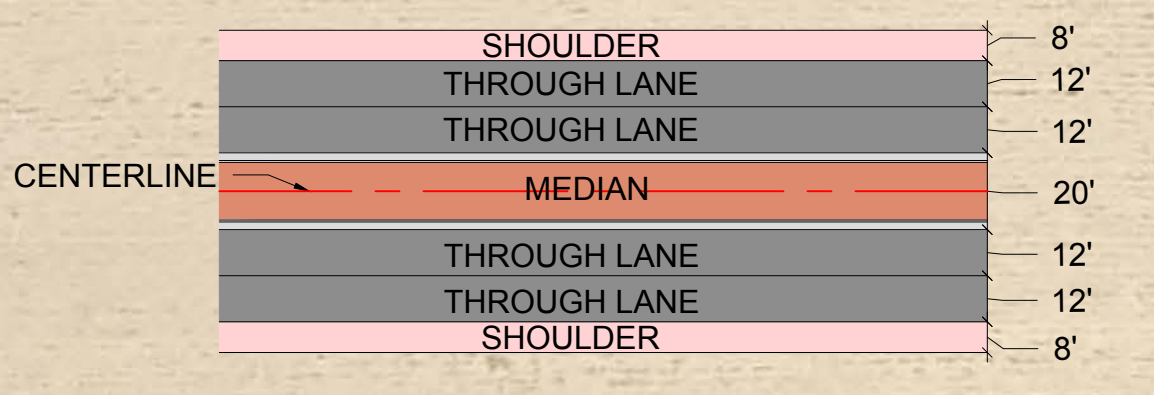 SHOULDER 8'
THROUGH LANE 12'
THROUGH LANE 12'
CENTERLINE MEDIAN 20'
THROUGH LANE 12'
THROUGH LANE 12'
SHOULDER 8'